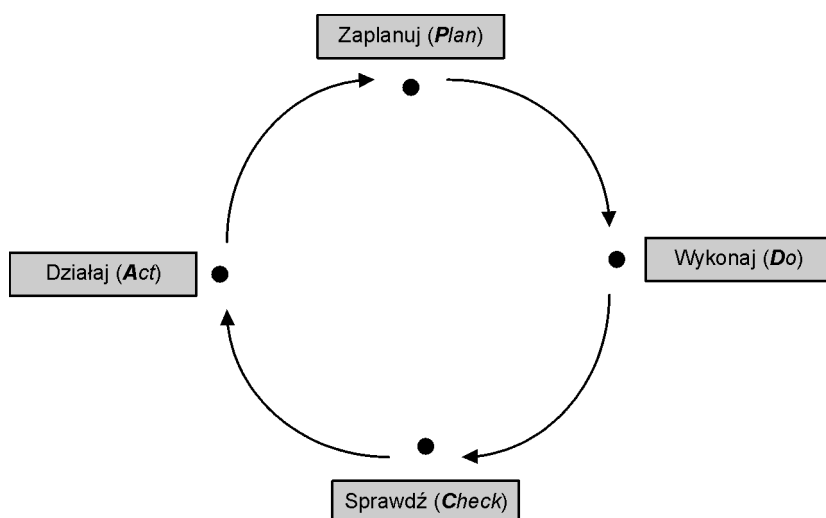 Zaplanuj (Plan)
Działaj (Act)
Wykonaj (Do)
Sprawdź (Check)